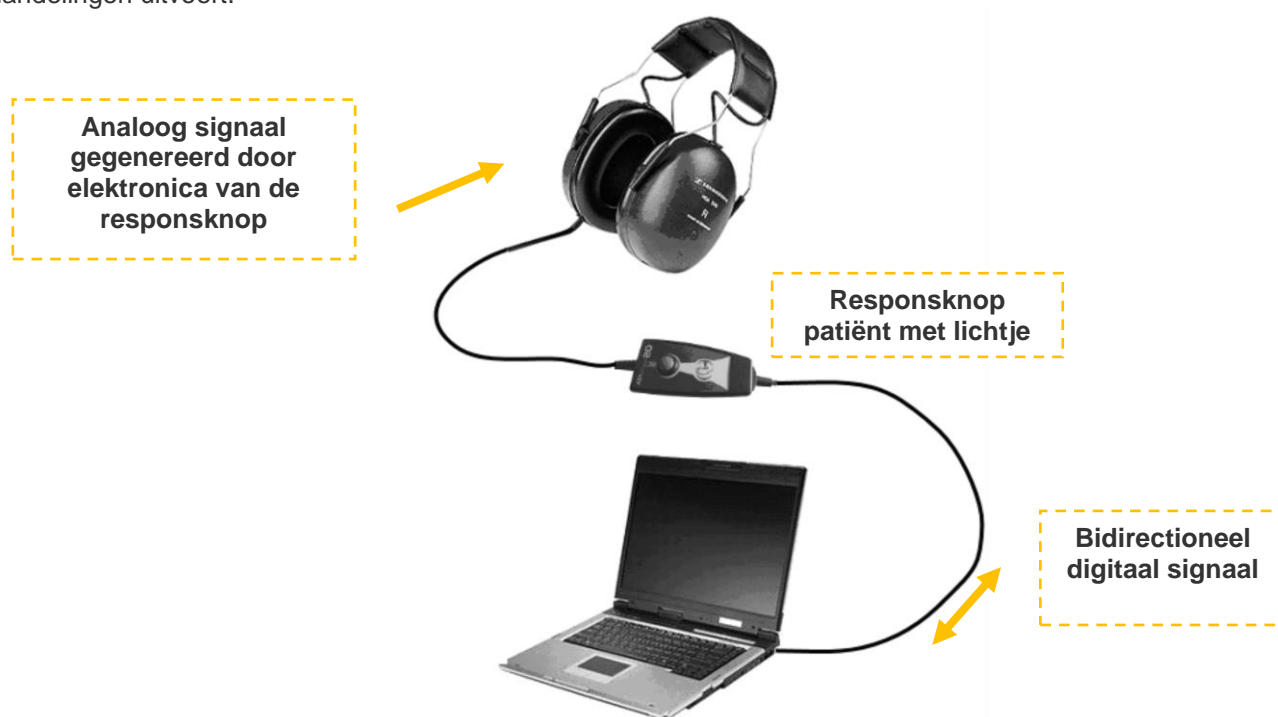 Analoog signaal
gegenereerd door
elektronica van de
responsknop
Responsknop
patiënt met lichtje
Bidirectioneel
digitaal signaal